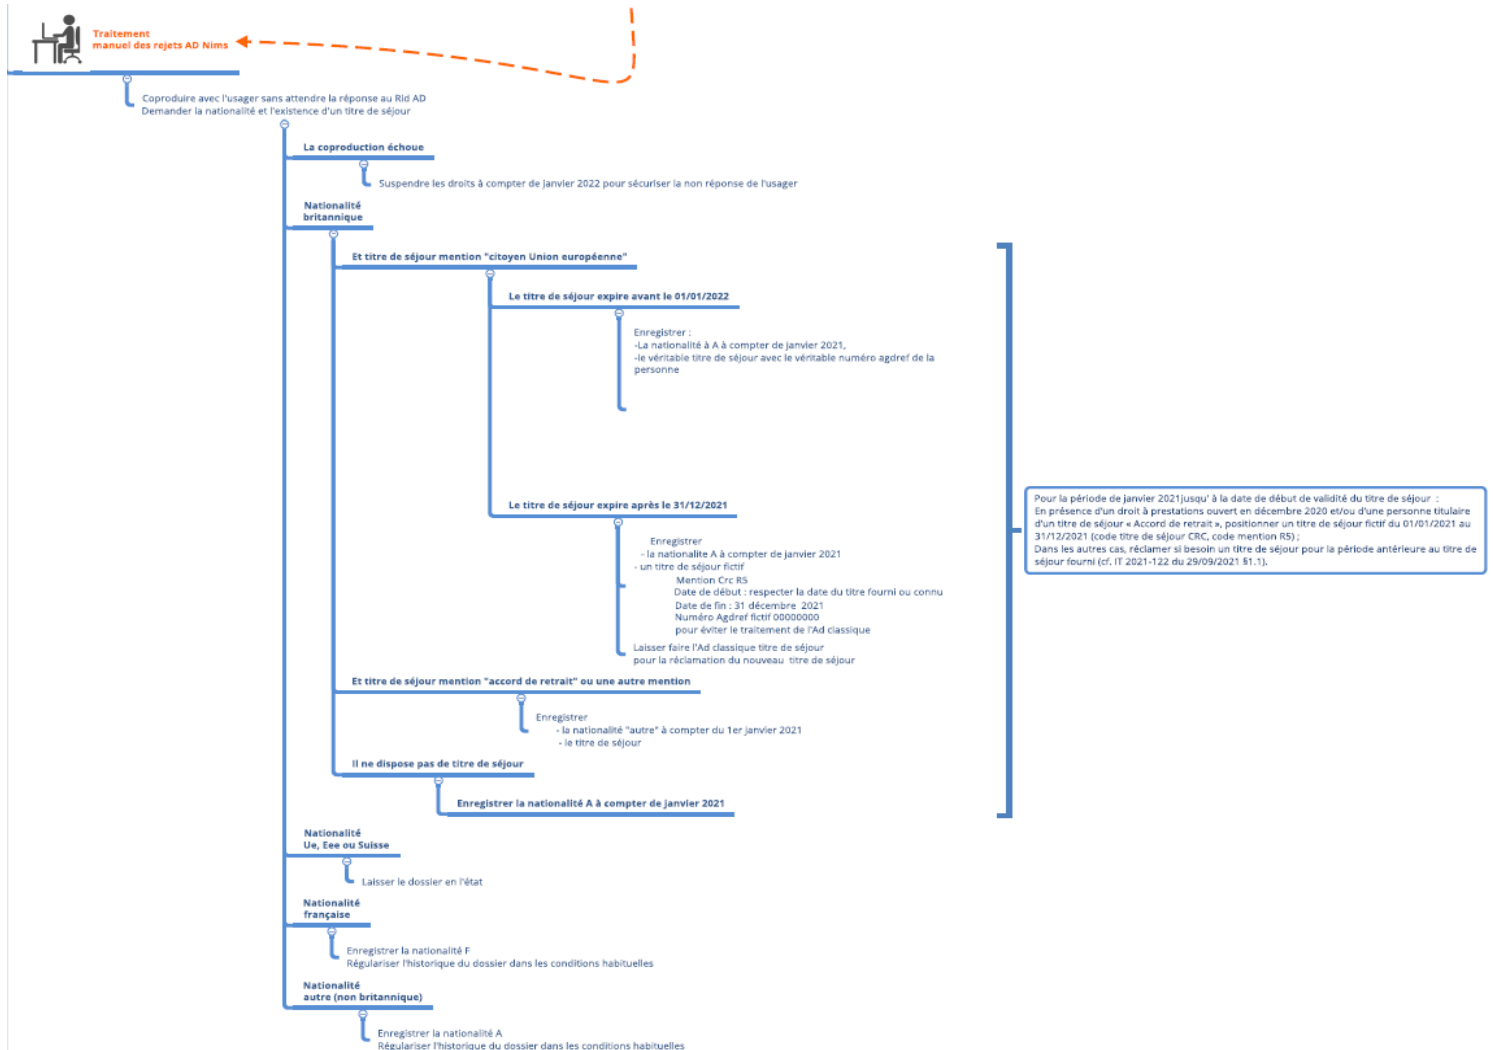 Traitement
manuel des rejets AD Nims
Coproduire avec l'usager sans attendre la réponse au Rid AD
Demander la nationalité et l'existence d'un titre de séjour
La coproduction échoue
Suspendre les droits à compter de janvier 2022 pour sécuriser la non réponse de l'usager
Nationalité
britannique
Et titre de séjour mention "citoyen Union européenne"
Le titre de séjour expire avant le 01/01/2022
Enregistrer :
-La nationalité à A à compter de janvier 2021,
-le véritable titre de séjour avec le véritable numéro agdref de la
personne
Le titre de séjour expire après le 31/12/2021
Enregistrer
- la nationalite A à compter de janvier 2021
- un titre de séjour fictif
Mention Crc R5
Date de début : respecter la date du titre fourni ou connu
Date de fin : 31 décembre 2021
Numéro Agdref fictif 00000000
pour éviter le traitement de l'Ad classique
Laisser faire l'Ad classique titre de séjour
pour la réclamation du nouveau titre de séjour
Pour la période de janvier 2021jusqu' à la date de début de validité du titre de séjour :
En présence d'un droit à prestations ouvert en décembre 2020 et/ou d'une personne titulaire
d'un titre de séjour « Accord de retrait », positionner un titre de séjour fictif du 01/01/2021 au
31/12/2021 (code titre de séjour CRC, code mention R5) ;
Dans les autres cas, réclamer si besoin un titre de séjour pour la période antérieure au titre de
séjour fourni (cf. IT 2021-122 du 29/09/2021 §1.1).
Et titre de séjour mention "accord de retrait" ou une autre mention
Enregistrer
- la nationalité "autre" à compter du 1er janvier 2021
- le titre de séjour
Il ne dispose pas de titre de séjour
Enregistrer la nationalité A à compter de janvier 2021
Nationalité
Ue, Eee ou Suisse
Laisser le dossier en l'état
Nationalité
française
Enregistrer la nationalité F
Régulariser l'historique du dossier dans les conditions habituelles
Nationalité
autre (non britannique)
Enregistrer la nationalité A
Régulariser l'historique du dossier dans les conditions habituelles